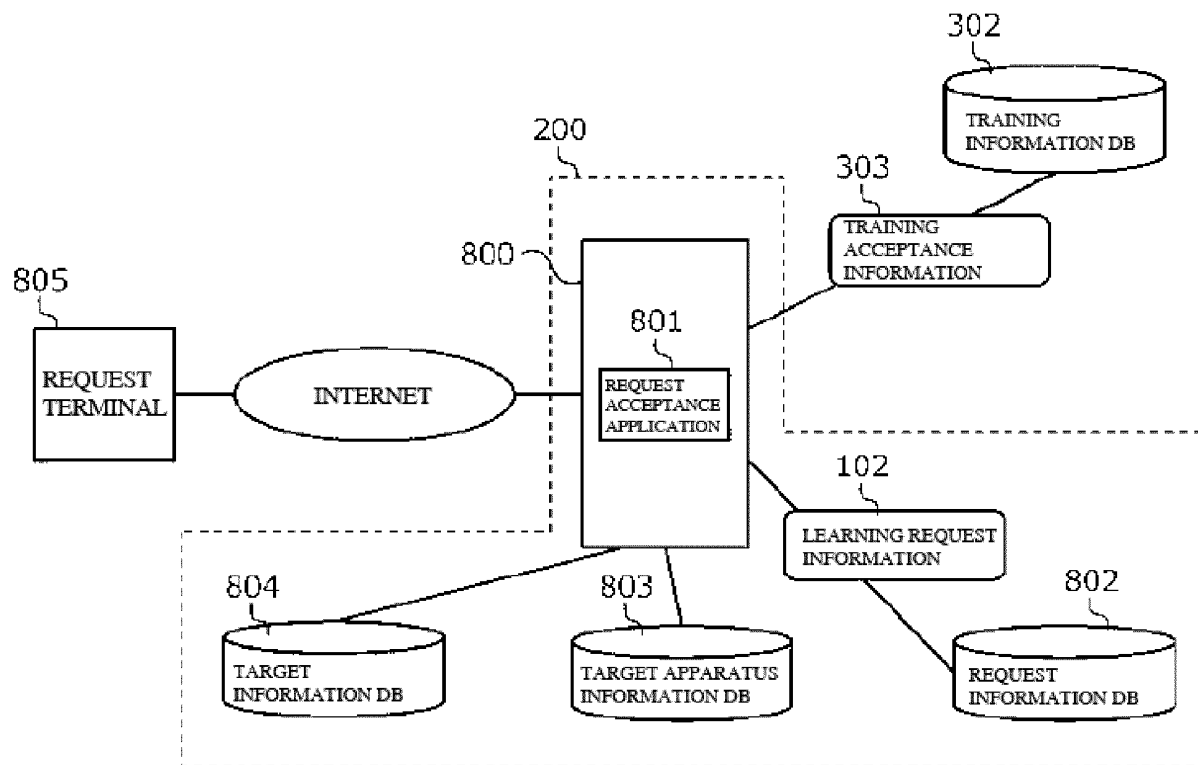 302
TRAINING
INFORMATION DB
200
303
TRAINING
ACCEPTANCE
INFORMATION
800
805
801
REQUEST
TERMINAL
INTERNET
REQUEST
ACCEPTANCE
APPLICATION
102
LEARNING REQUEST
INFORMATION
804
803
802
TARGET
INFORMATION DB
TARGET APPARATUS
INFORMATION DB
REQUEST
INFORMATION DB